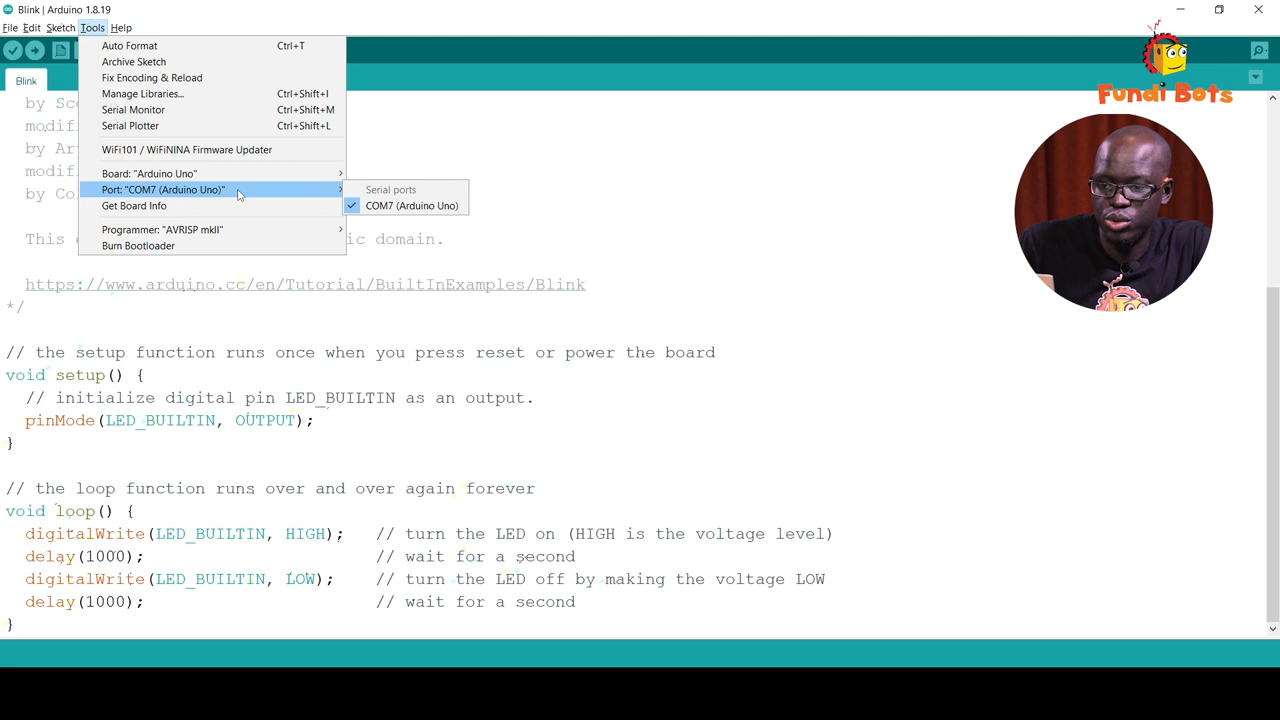 Blink | Arduino 1.8.19
File Edit Sketch Tools Help
Blink
Auto Format Ctrl+T
Archive Sketch
Fix Encoding & Reload
Manage Libraries... Ctrl+Shift+I
Serial Monitor Ctrl+Shift+M
Serial Plotter Ctrl+Shift+L
WiFi101 / WiFiNINA Firmware Updater
Board: "Arduino Uno"
Port: "COM7 (Arduino Uno)"
Get Board Info
Programmer: "AVRISP mkII"
Burn Bootloader
Serial ports
COM7 (Arduino Uno)
Fundi Bots
by
modif
by
modif
by
This ic domain.
https://www.arduino.cc/en/Tutorial/BuiltInExamples/Blink
*/
// the setup function runs once when you press reset or power the board
void setup() {
// initialize digital pin LED_BUILTIN as an output.
pinMode(LED_BUILTIN, OUTPUT);
}
// the loop function runs over and over again forever
void loop() {
digitalWrite(LED_BUILTIN, HIGH); // turn the LED on (HIGH is the voltage level)
delay(1000); // wait for a second
digitalWrite(LED_BUILTIN, LOW); // turn the LED off by making the voltage LOW
delay(1000); // wait for a second
}